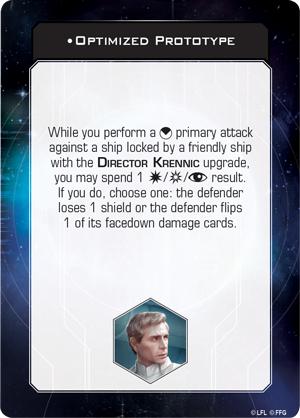 •Optimized Prototype
While you perform a primary attack
against a ship locked by a friendly ship
with the Director Krennic upgrade,
you may spend 1 / / result.
If you do, choose one: the defender
loses 1 shield or the defender flips
1 of its facedown damage cards.
©LFL ©FFG